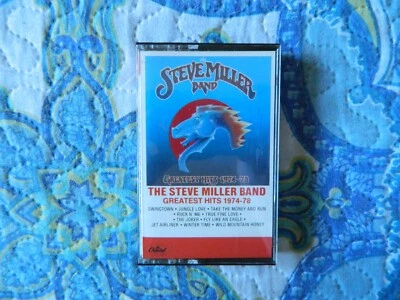 STEVE MILLER
BAND
GREATEST HITS 1974-78
THE STEVE MILLER BAND
GREATEST HITS 1974-78
SWINGTOWN • JUNGLE LOVE • TAKE THE MONEY AND RUN
• ROCK N' ME • TRUE FINE LOVE •
• THE JOKER • FLY LIKE AN EAGLE •
JET AIRLINER • WINTER TIME • WILD MOUNTAIN HONEY
Capitol